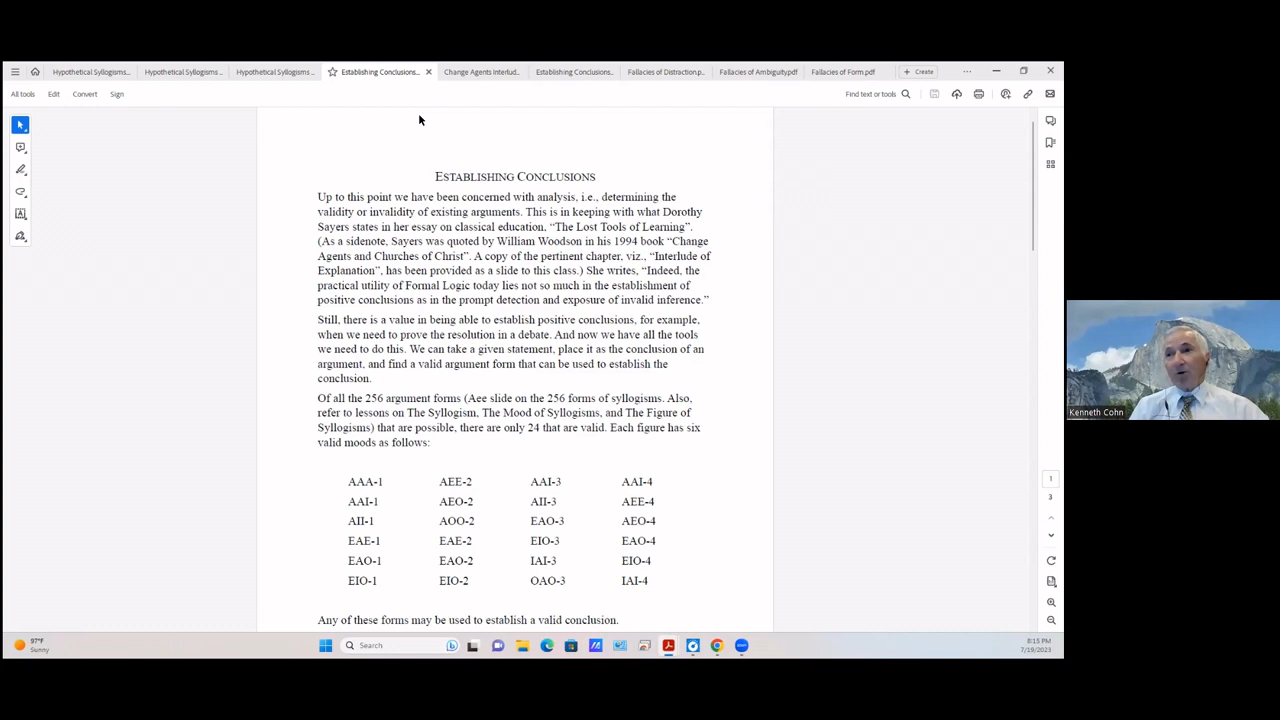 Hypothetical Syllogisms...
Hypothetical Syllogisms ...
Hypothetical Syllogisms ...
Establishing Conclusions...
Change Agents Interlud...
Establishing Conclusions...
Fallacies of Distraction.p...
Fallacies of Ambiguity.pdf
Fallacies of Form.pdf
+ Create
All tools Edit Convert Sign
Find text or tools
ESTABLISHING CONCLUSIONS
Up to this point we have been concerned with analysis, i.e., determining the
validity or invalidity of existing arguments. This is in keeping with what Dorothy
Sayers states in her essay on classical education, “The Lost Tools of Learning”.
(As a sidenote, Sayers was quoted by William Woodson in his 1994 book “Change
Agents and Churches of Christ”. A copy of the pertinent chapter, viz., “Interlude of
Explanation”, has been provided as a slide to this class.) She writes, “Indeed, the
practical utility of Formal Logic today lies not so much in the establishment of
positive conclusions as in the prompt detection and exposure of invalid inference.”
Still, there is a value in being able to establish positive conclusions, for example,
when we need to prove the resolution in a debate. And now we have all the tools
we need to do this. We can take a given statement, place it as the conclusion of an
argument, and find a valid argument form that can be used to establish the
conclusion.
Of all the 256 argument forms (Aee slide on the 256 forms of syllogisms. Also,
refer to lessons on The Syllogism, The Mood of Syllogisms, and The Figure of
Syllogisms) that are possible, there are only 24 that are valid. Each figure has six
valid moods as follows:
AAA-1 AEE-2 AAI-3 AAI-4
AAI-1 AEO-2 AII-3 AEE-4
AII-1 AOO-2 EAO-3 AEO-4
EAE-1 EAE-2 EIO-3 EAO-4
EAO-1 EAO-2 IAI-3 EIO-4
EIO-1 EIO-2 OAO-3 IAI-4
Any of these forms may be used to establish a valid conclusion.
1
3
Kenneth Cohn
97°F
Sunny
Search
8:15 PM
7/19/2023